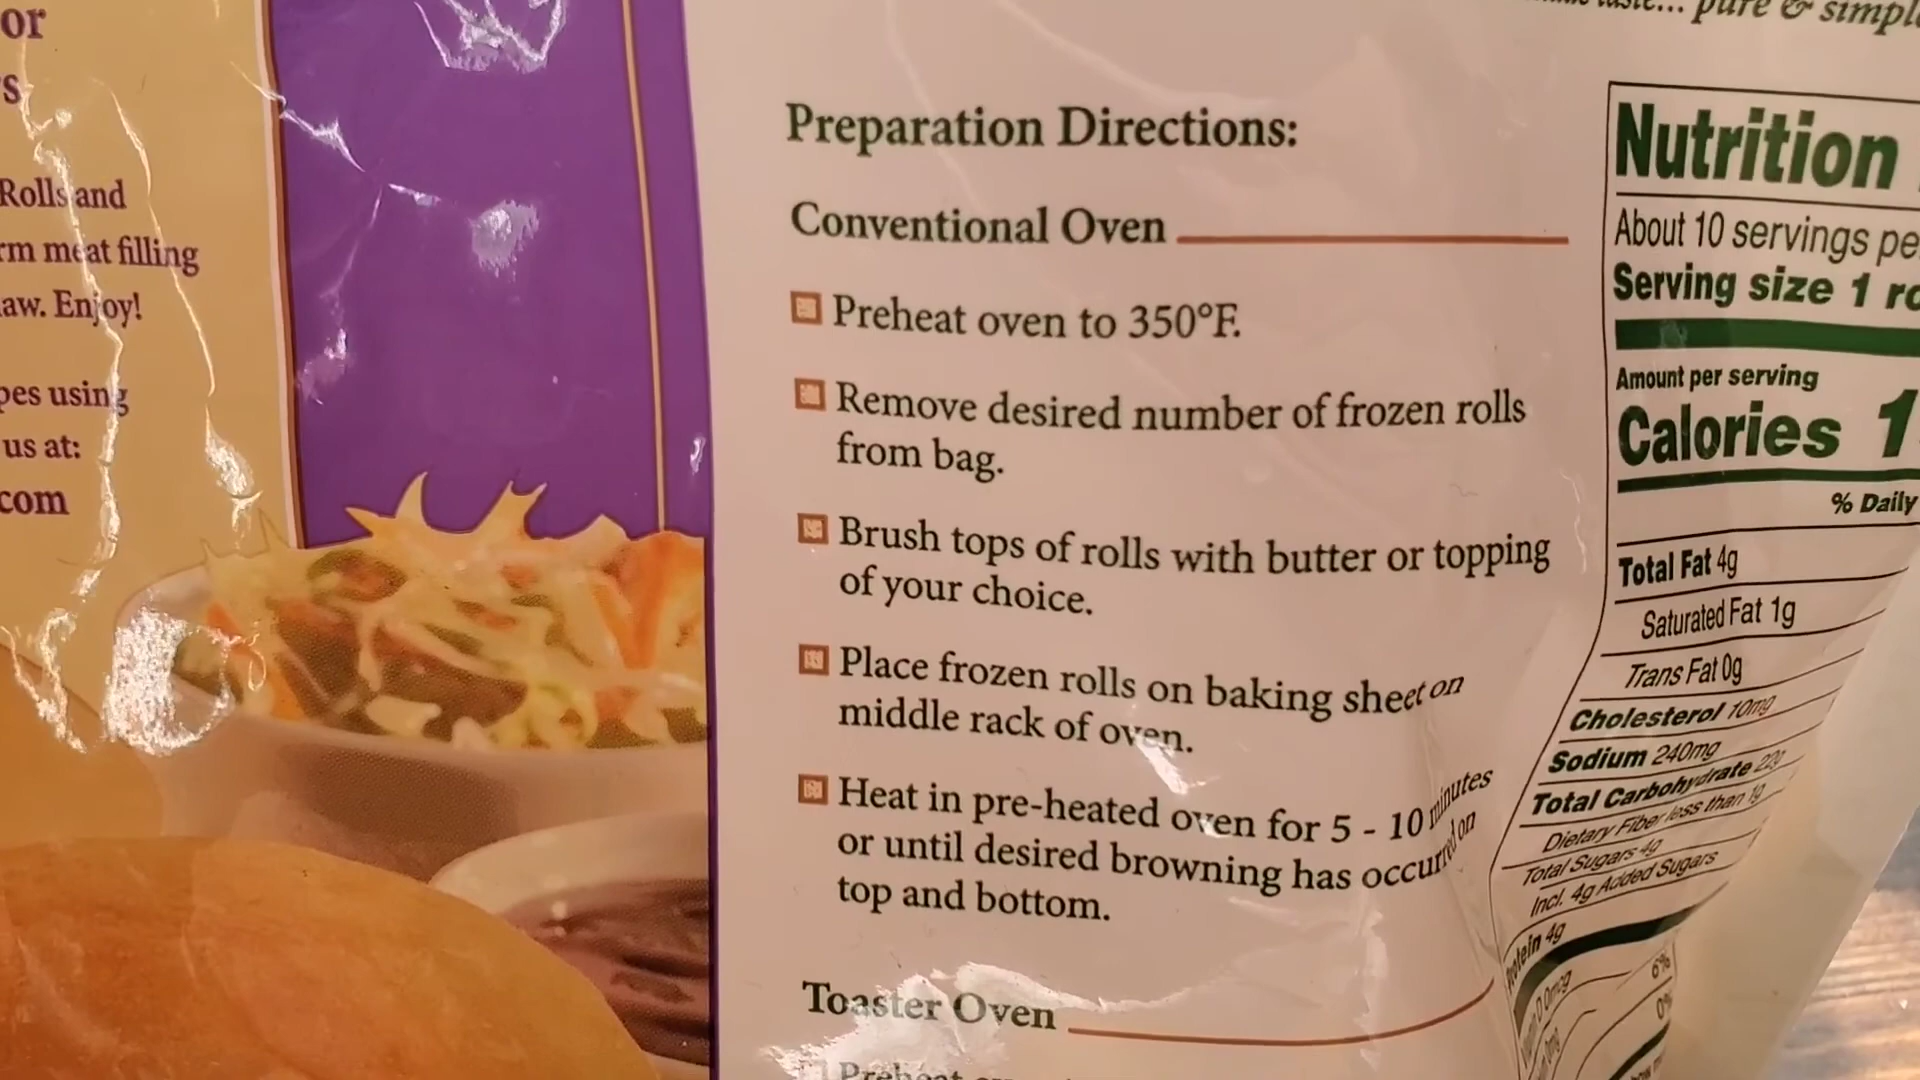 or
s
Rolls and
rm meat filling
aw. Enjoy!
pes using
us at:
com
pure & simple
Preparation Directions:
Conventional Oven
Preheat oven to 350°F.
Remove desired number of frozen rolls
from bag.
Brush tops of rolls with butter or topping
of your choice.
Place frozen rolls on baking sheet on
middle rack of oven.
Heat in pre-heated oven for 5 - 10 minutes
or until desired browning has occurred on
top and bottom.
Toaster Oven
Preheat
Nutrition
About 10 servings pe
Serving size 1 ro
Amount per serving
Calories 1
% Daily
Total Fat 4g
Saturated Fat 1g
Trans Fat 0g
Cholesterol 10mg
Sodium 240mg
Total Carbohydrate 22g
Dietary Fiber less than 1g
Total Sugars 4g
Incl. 4g Added Sugars
Protein 4g
6%
0%